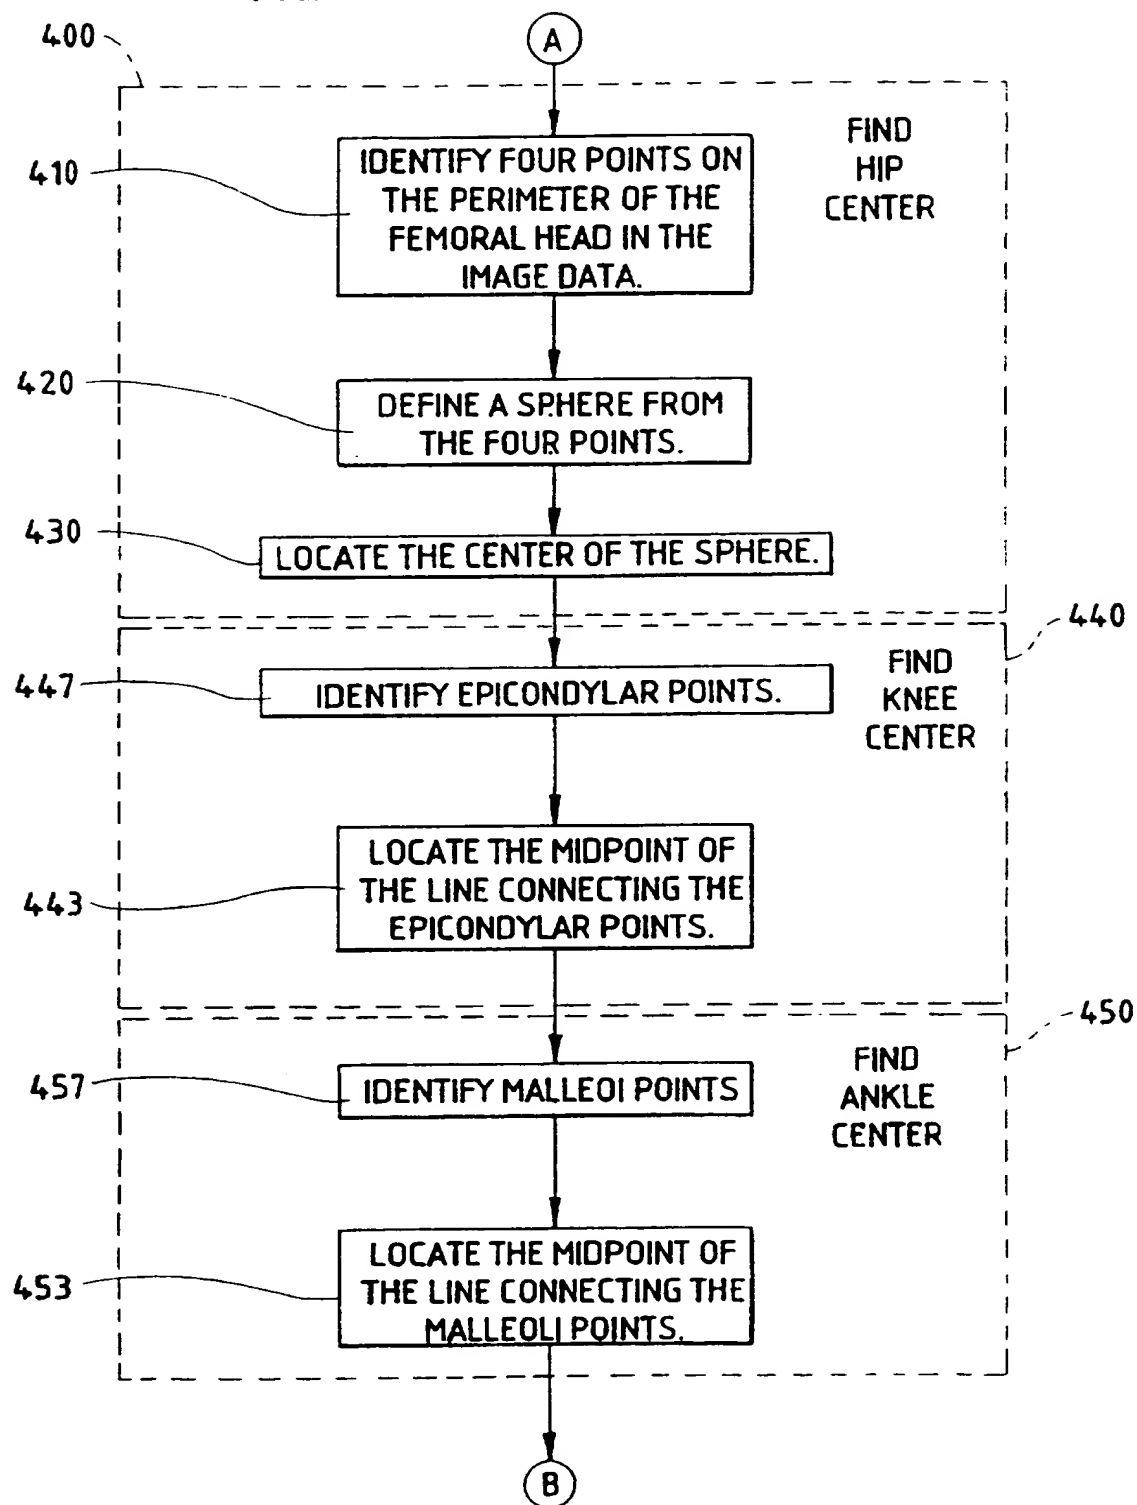 400
A
FIND
HIP
CENTER
410
IDENTIFY FOUR POINTS ON
THE PERIMETER OF THE
FEMORAL HEAD IN THE
IMAGE DATA.
420
DEFINE A SPHERE FROM
THE FOUR POINTS.
430
LOCATE THE CENTER OF THE SPHERE.
440
FIND
KNEE
CENTER
447
IDENTIFY EPICONDYLAR POINTS.
443
LOCATE THE MIDPOINT OF
THE LINE CONNECTING THE
EPICONDYLAR POINTS.
450
FIND
ANKLE
CENTER
457
IDENTIFY MALLEOI POINTS
453
LOCATE THE MIDPOINT OF
THE LINE CONNECTING THE
MALLEOLI POINTS.
B